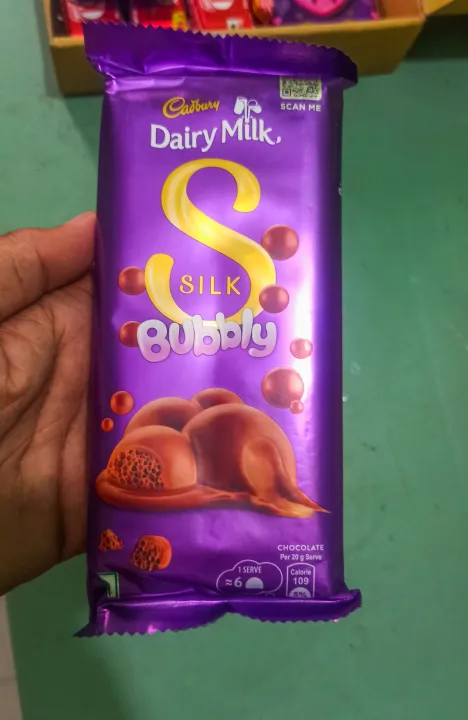 Cadbury
Dairy Milk
SCAN ME
S
SILK
Bubbly
CHOCOLATE
Per 20 g Serve
1 SERVE
≈6
Calorie
109